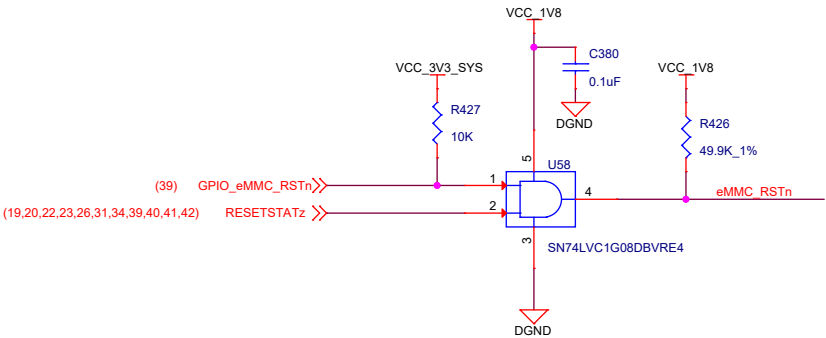 VCC_1V8
C380
0.1uF
DGND
VCC_3V3_SYS
R427
10K
VCC_1V8
R426
49.9K_1%
5
U58
(39) GPIO_eMMC_RSTn
1
4
eMMC_RSTn
(19,20,22,23,26,31,34,39,40,41,42) RESETSTATz
2
3
SN74LVC1G08DBVRE4
DGND